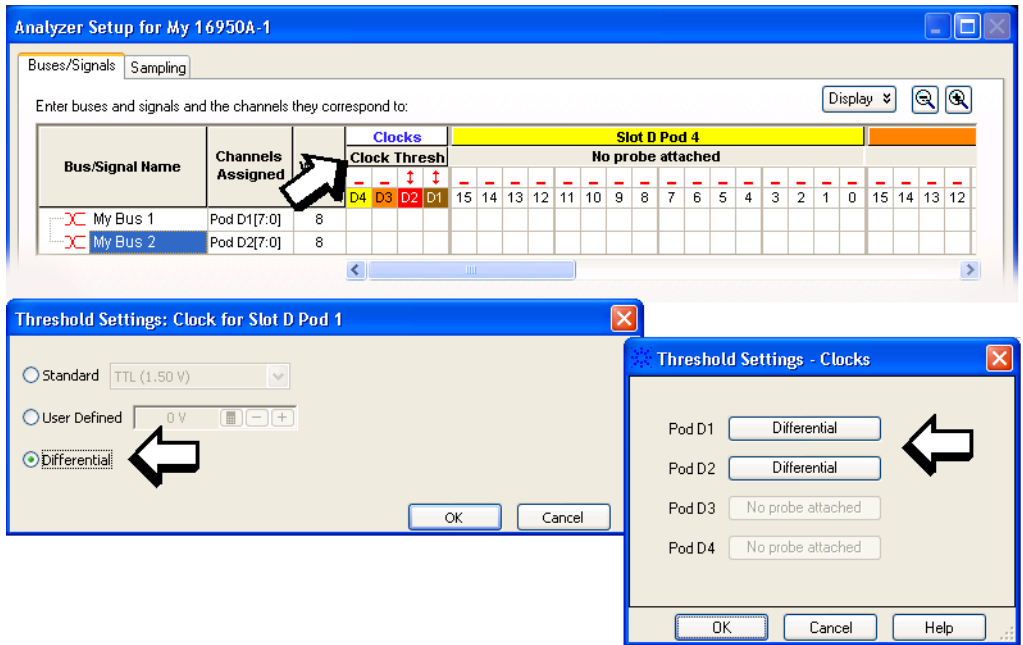 Analyzer Setup for My 16950A-1
Buses/Signals Sampling
Enter buses and signals and the channels they correspond to:
Display
Bus/Signal Name Channels Assigned
Clocks Slot D Pod 4
Clock Thresh No probe attached
D4 D3 D2 D1 15 14 13 12 11 10 9 8 7 6 5 4 3 2 1 0 15 14 13 12
My Bus 1 Pod D1[7:0] 8
My Bus 2 Pod D2[7:0] 8
Threshold Settings: Clock for Slot D Pod 1
Standard TTL (1.50 V)
User Defined 0 V
Differential
OK Cancel
Threshold Settings - Clocks
Pod D1 Differential
Pod D2 Differential
Pod D3 No probe attached
Pod D4 No probe attached
OK Cancel Help